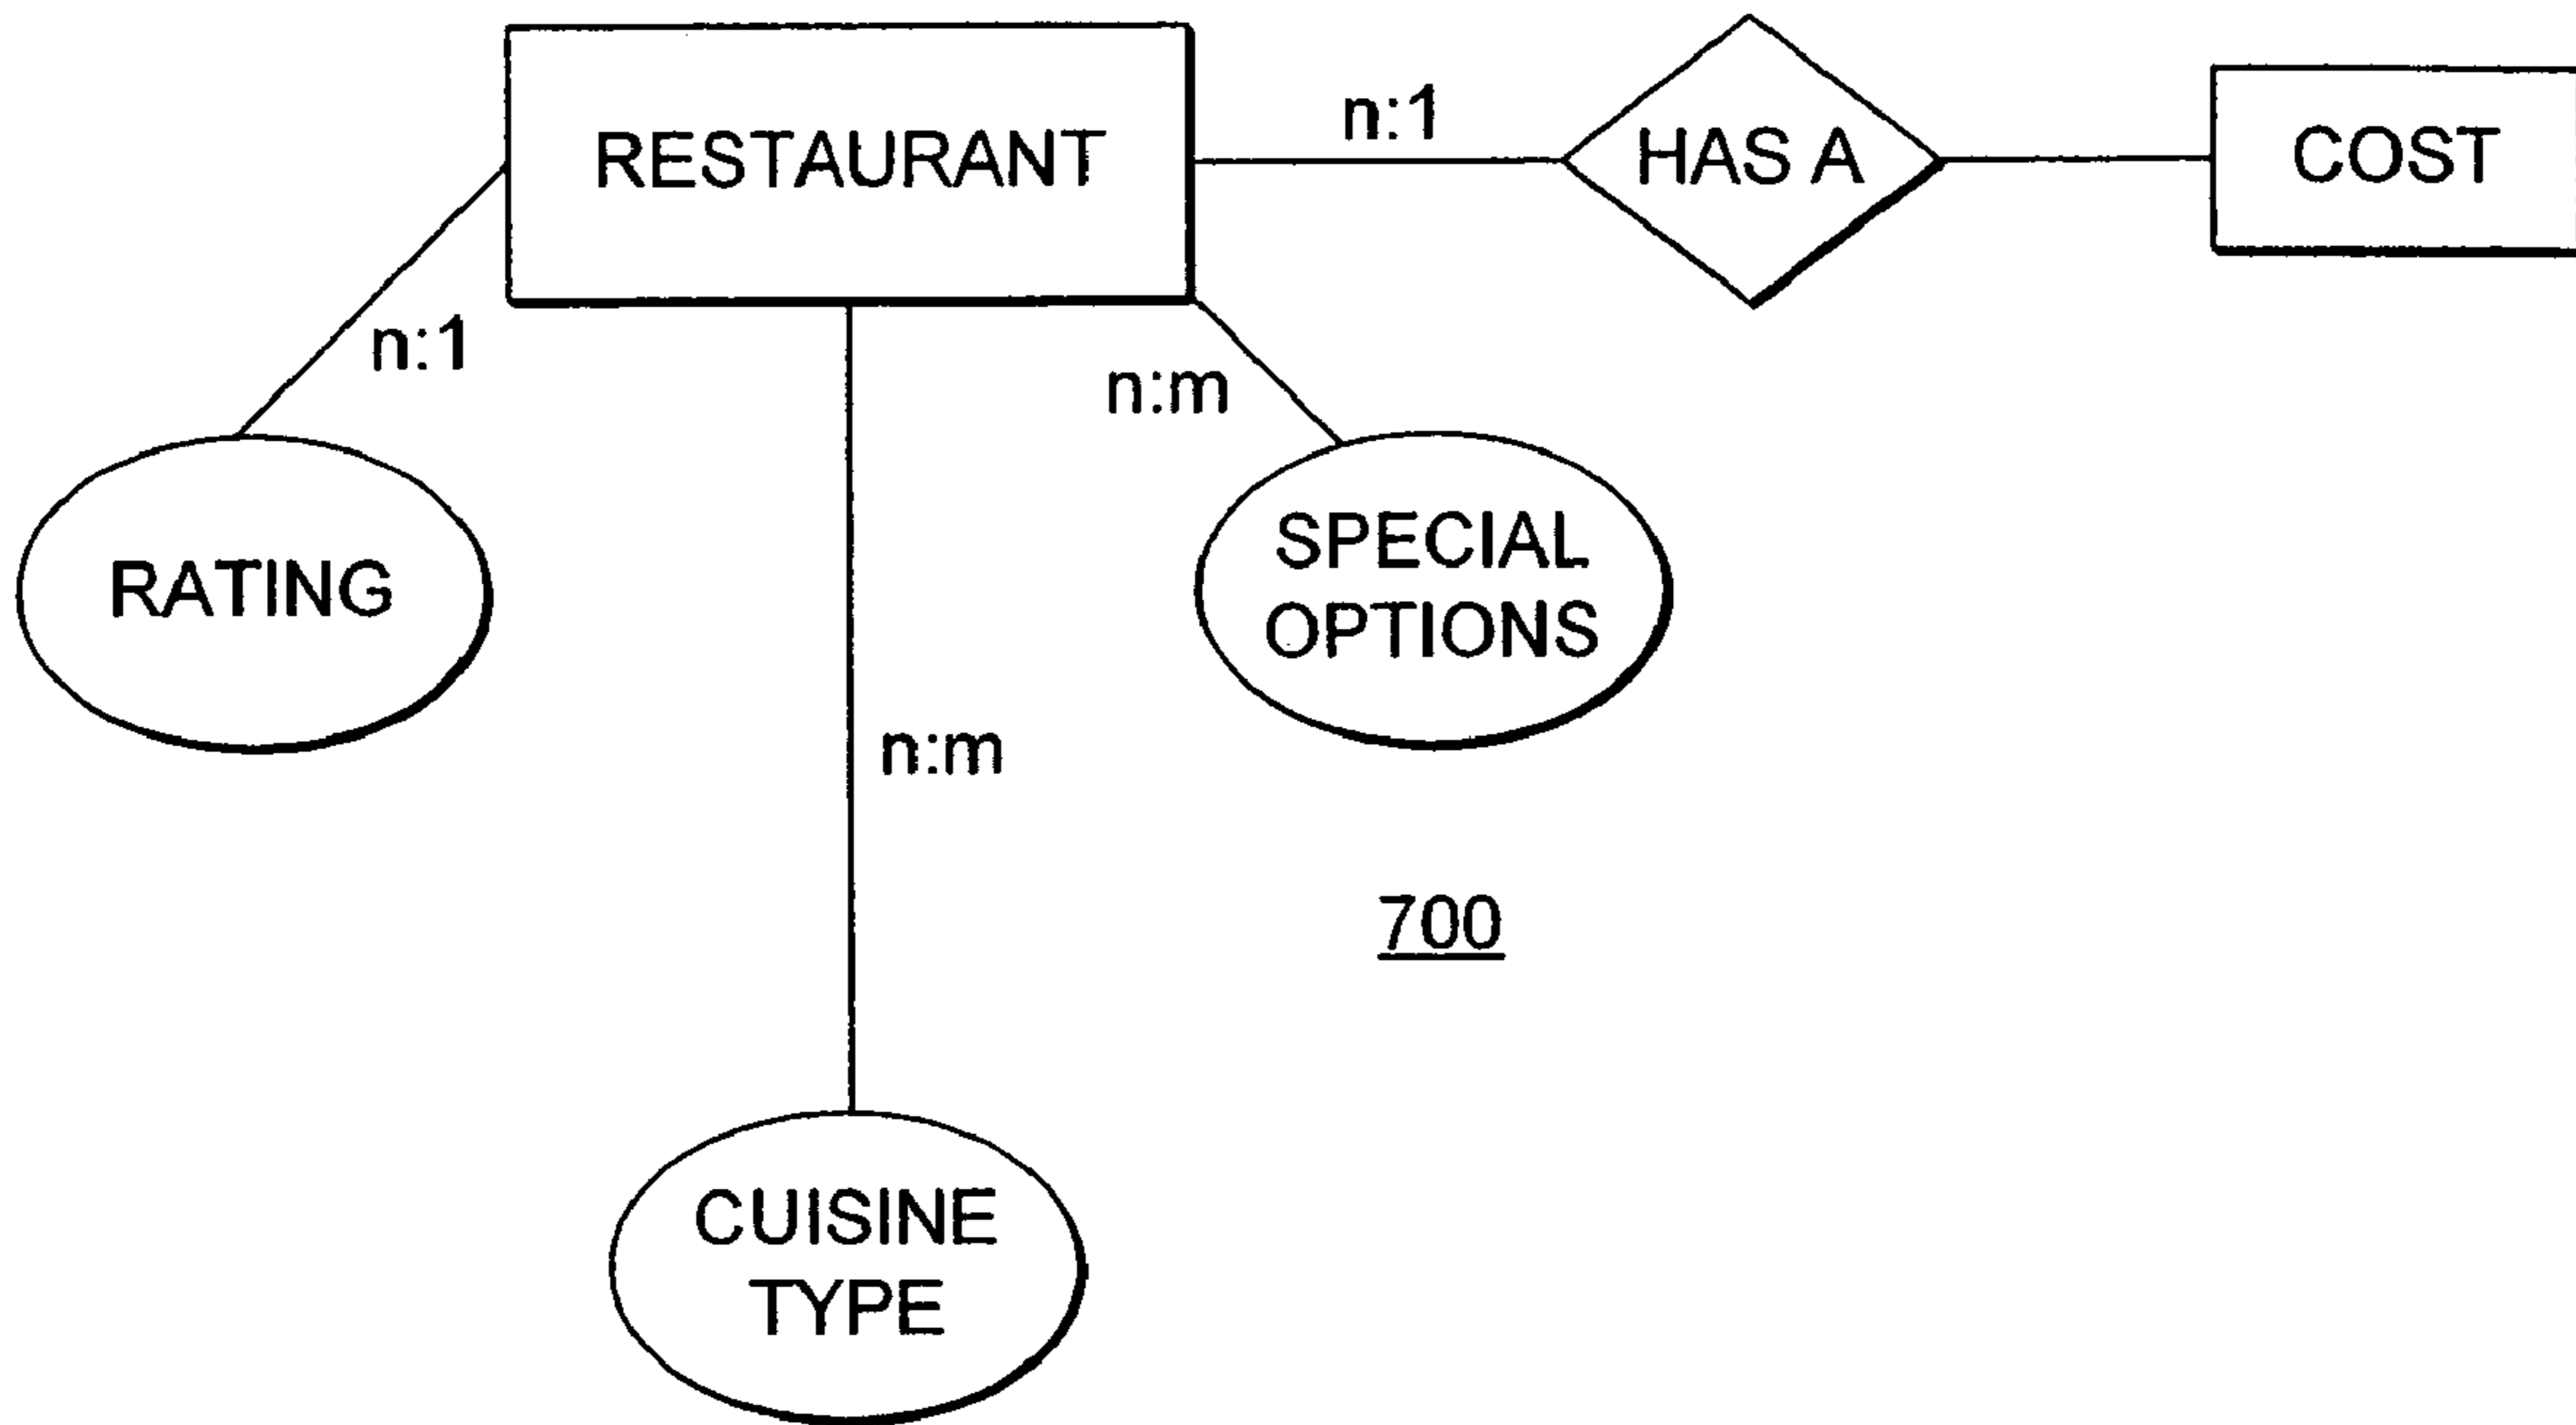 RESTAURANT
n:1
HAS A
COST
n:1
n:m
RATING
SPECIAL
OPTIONS
n:m
700
CUISINE
TYPE